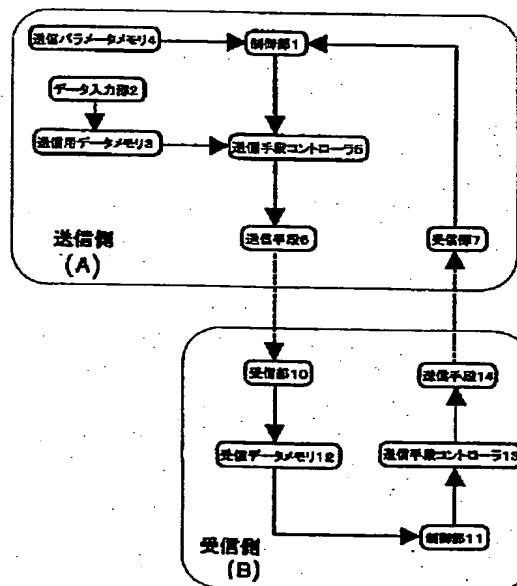 送信パラメータメモリ4
制御部1
データ入力部2
送信用データメモリ3
送信手段コントローラ5
送信側
(A)
送信手段6
受信部7
受信部10
送信手段14
受信データメモリ12
送信手段コントローラ13
制御部11
受信側
(B)